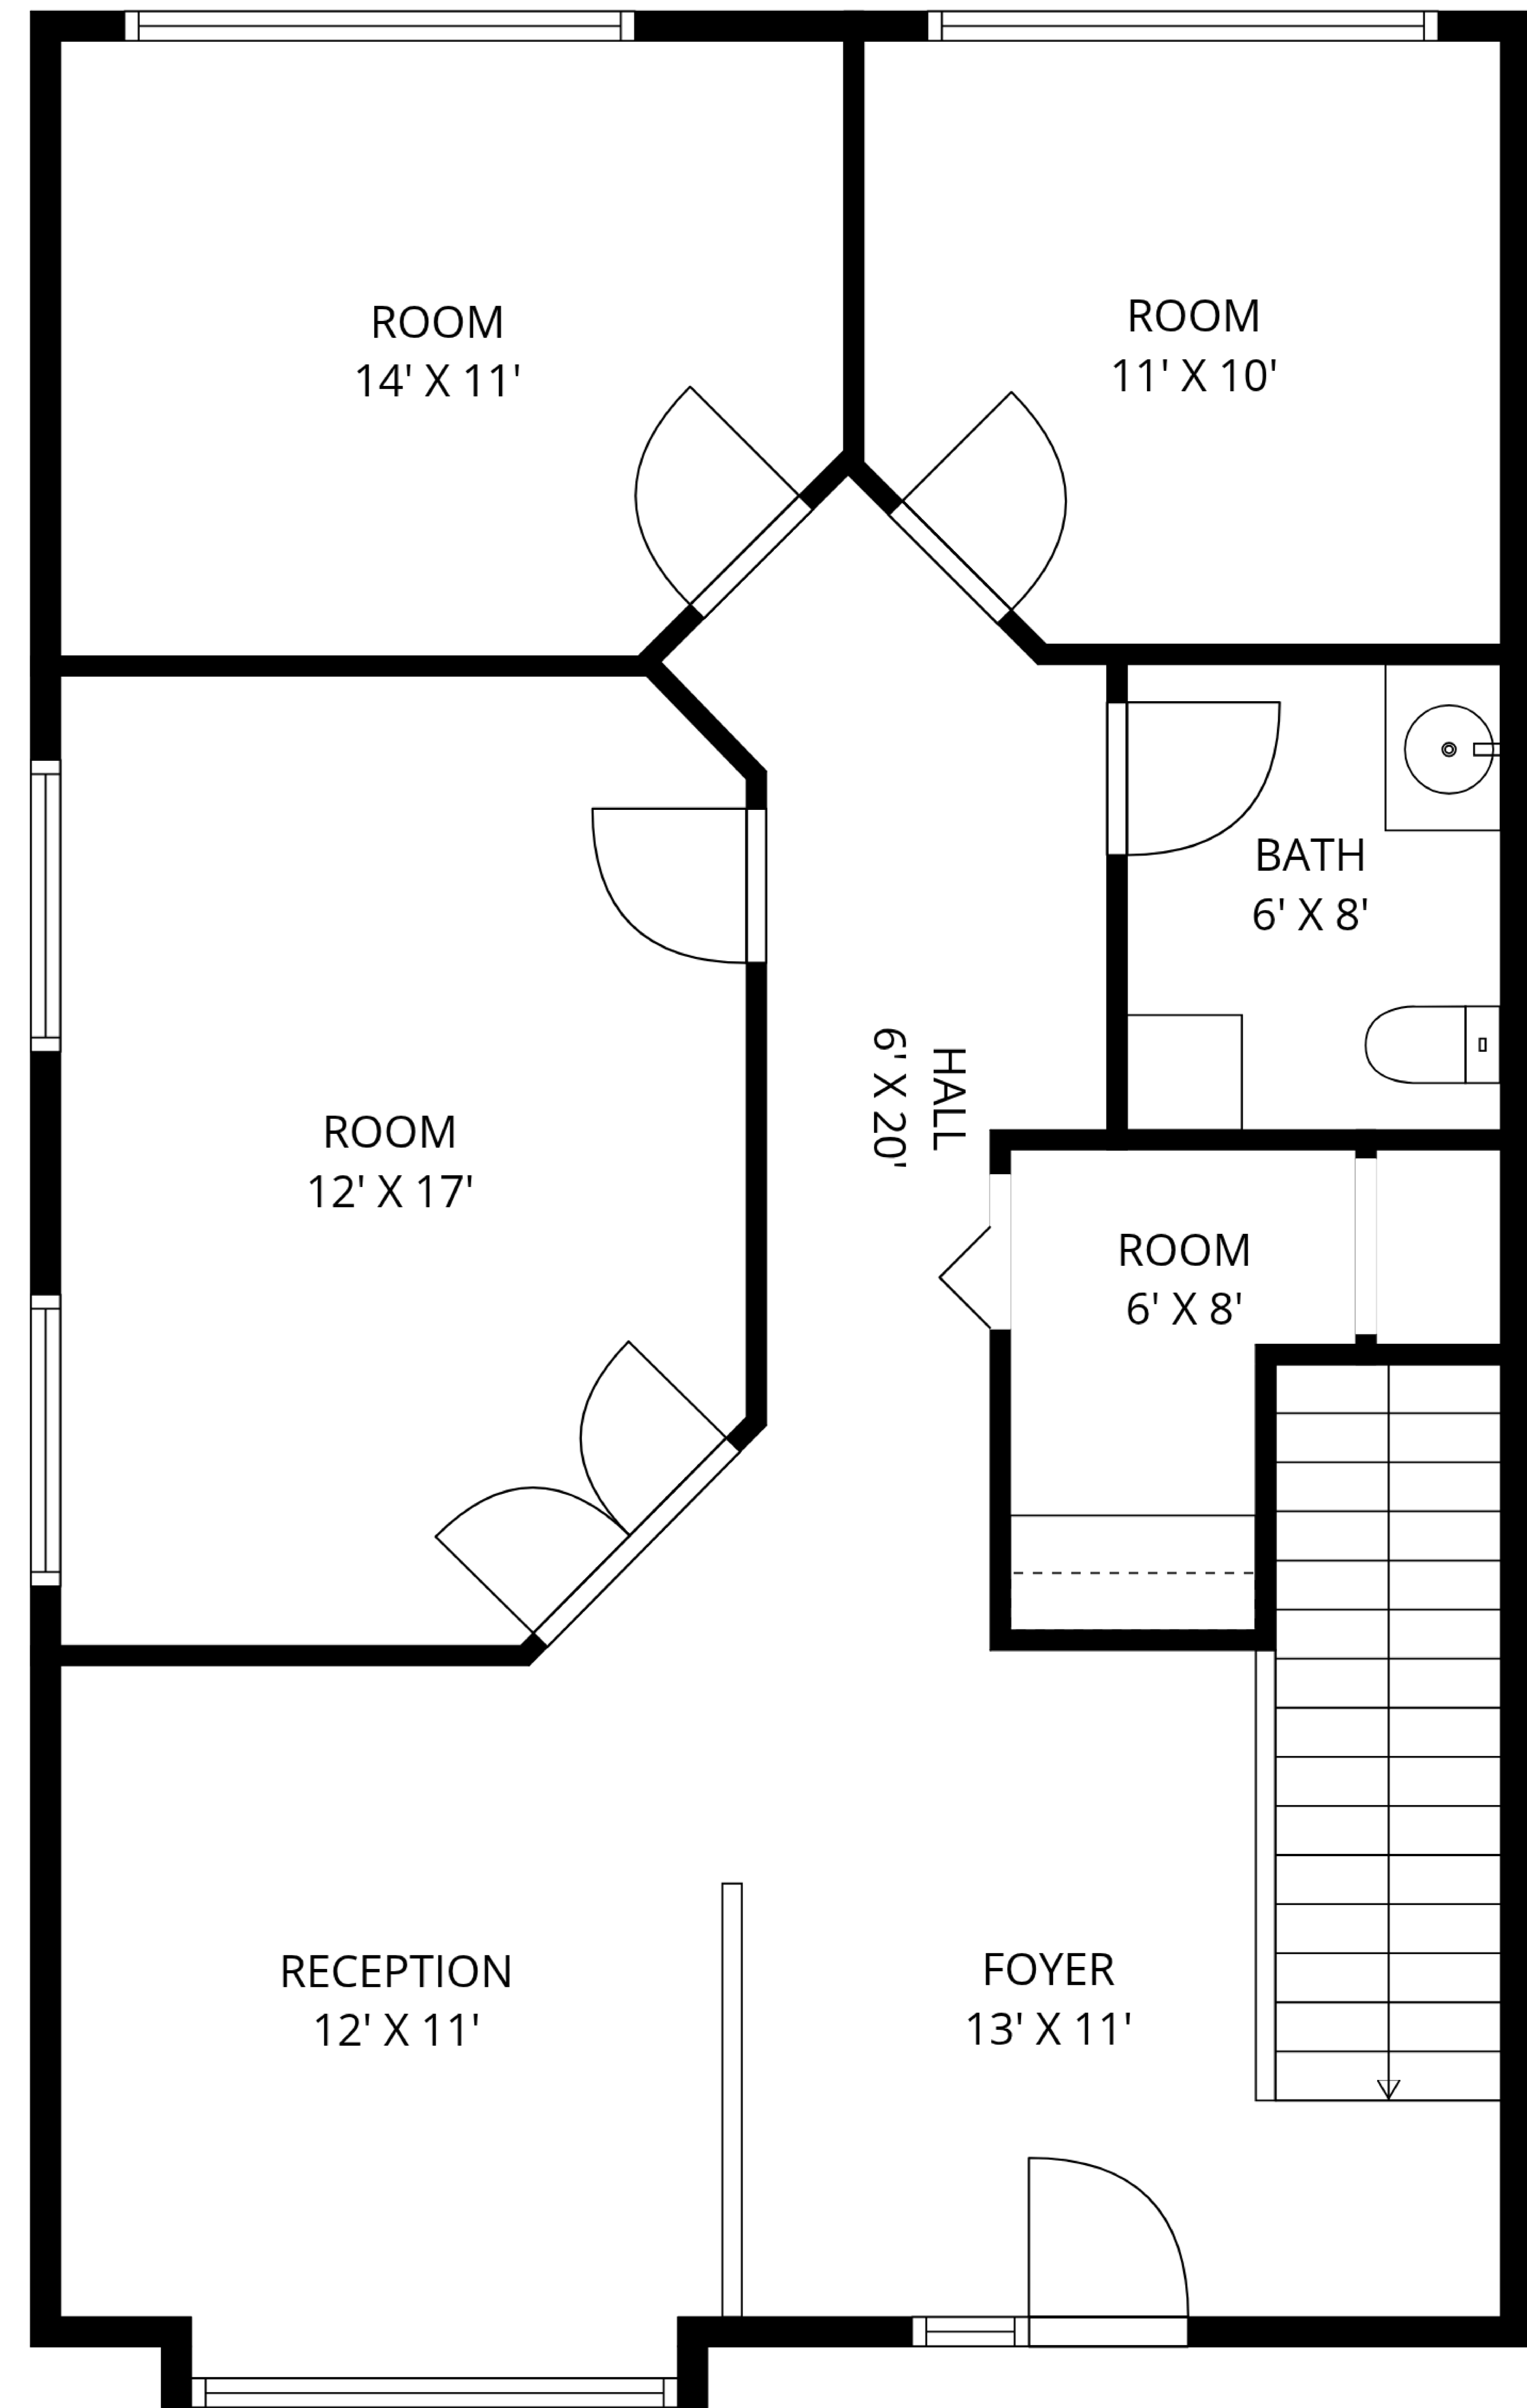 ROOM
14' X 11'
ROOM
11' X 10'
BATH
6' X 8'
HALL
6' X 20'
ROOM
12' X 17'
ROOM
6' X 8'
RECEPTION
12' X 11'
FOYER
13' X 11'